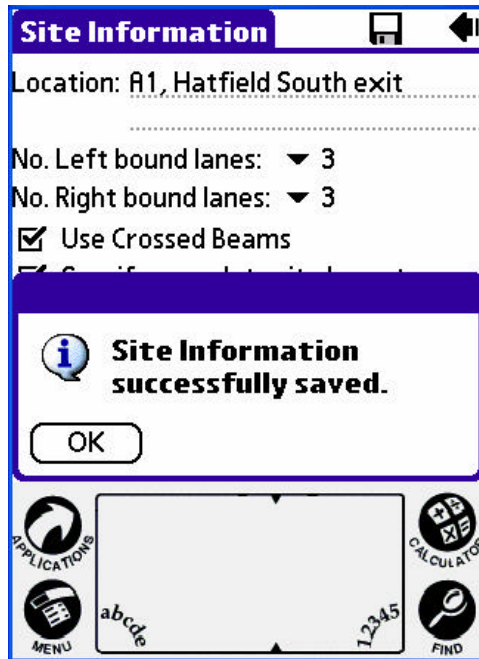 Site Information
Location: A1, Hatfield South exit
No. Left bound lanes: 3
No. Right bound lanes: 3
Use Crossed Beams
Site Information
successfully saved.
OK
APPLICATIONS
CALCULATOR
MENU
abcde
12345
FIND